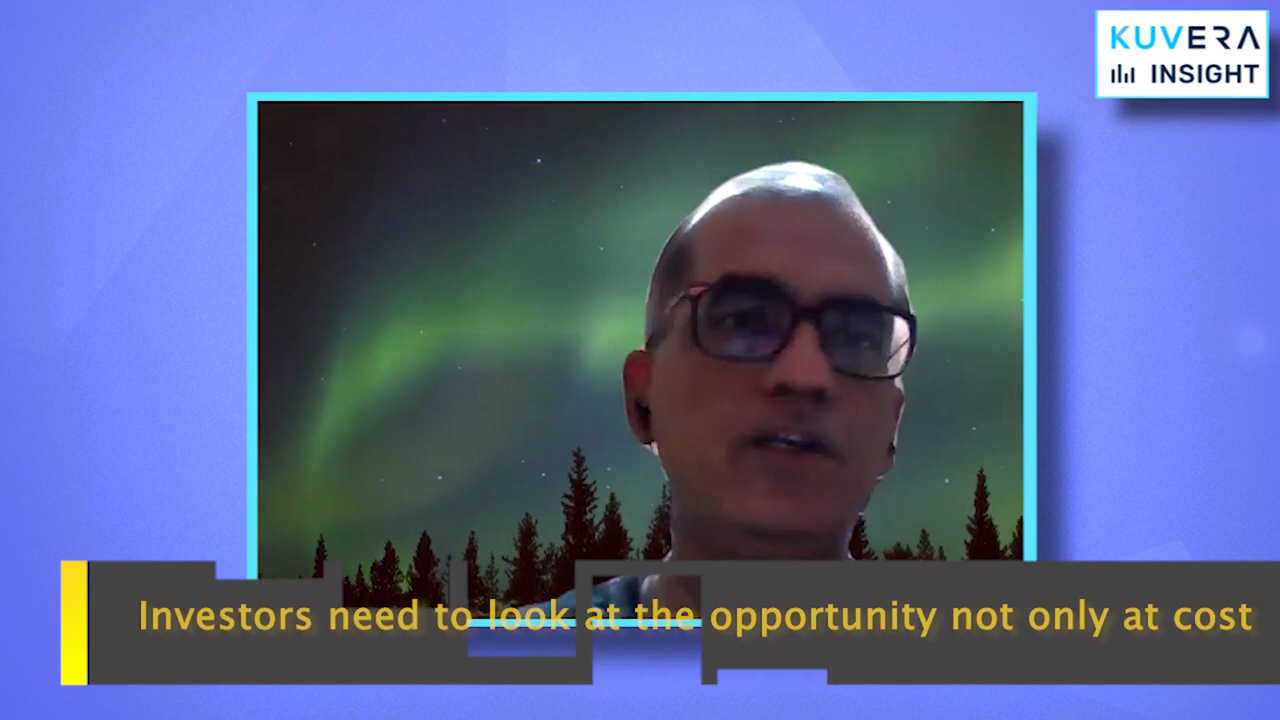 KUVERA
INSIGHT
Investors need to look at the opportunity not only at cost